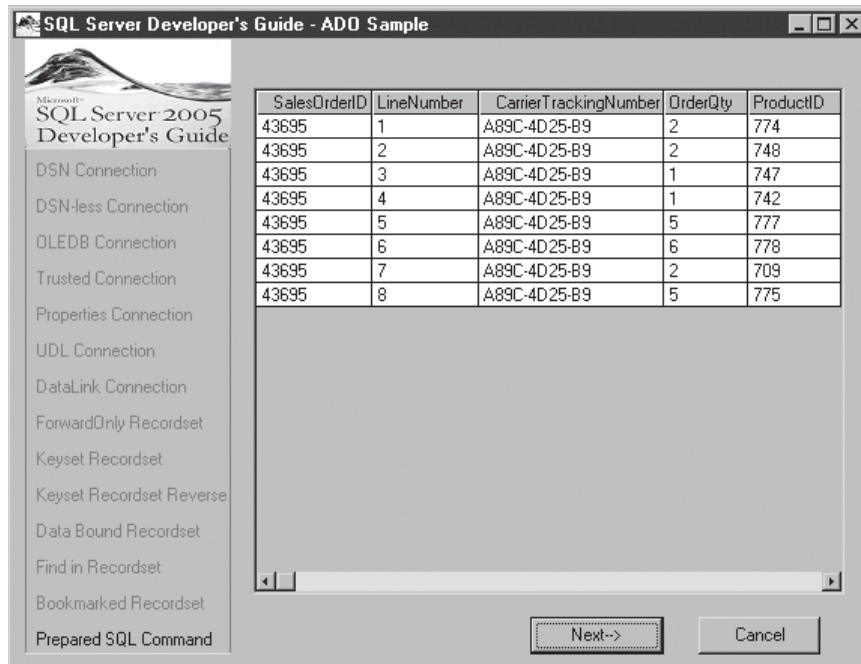 SQL Server Developer's Guide - ADO Sample
Microsoft
SQL Server 2005
Developer's Guide
DSN Connection
DSN-less Connection
OLEDB Connection
Trusted Connection
Properties Connection
UDL Connection
DataLink Connection
ForwardOnly Recordset
Keyset Recordset
Keyset Recordset Reverse
Data Bound Recordset
Find in Recordset
Bookmarked Recordset
Prepared SQL Command
SalesOrderID LineNumber CarrierTrackingNumber OrderQty ProductID
43695 1 A89C-4D25-B9 2 774
43695 2 A89C-4D25-B9 2 748
43695 3 A89C-4D25-B9 1 747
43695 4 A89C-4D25-B9 1 742
43695 5 A89C-4D25-B9 5 777
43695 6 A89C-4D25-B9 6 778
43695 7 A89C-4D25-B9 2 709
43695 8 A89C-4D25-B9 5 775
Next-->
Cancel